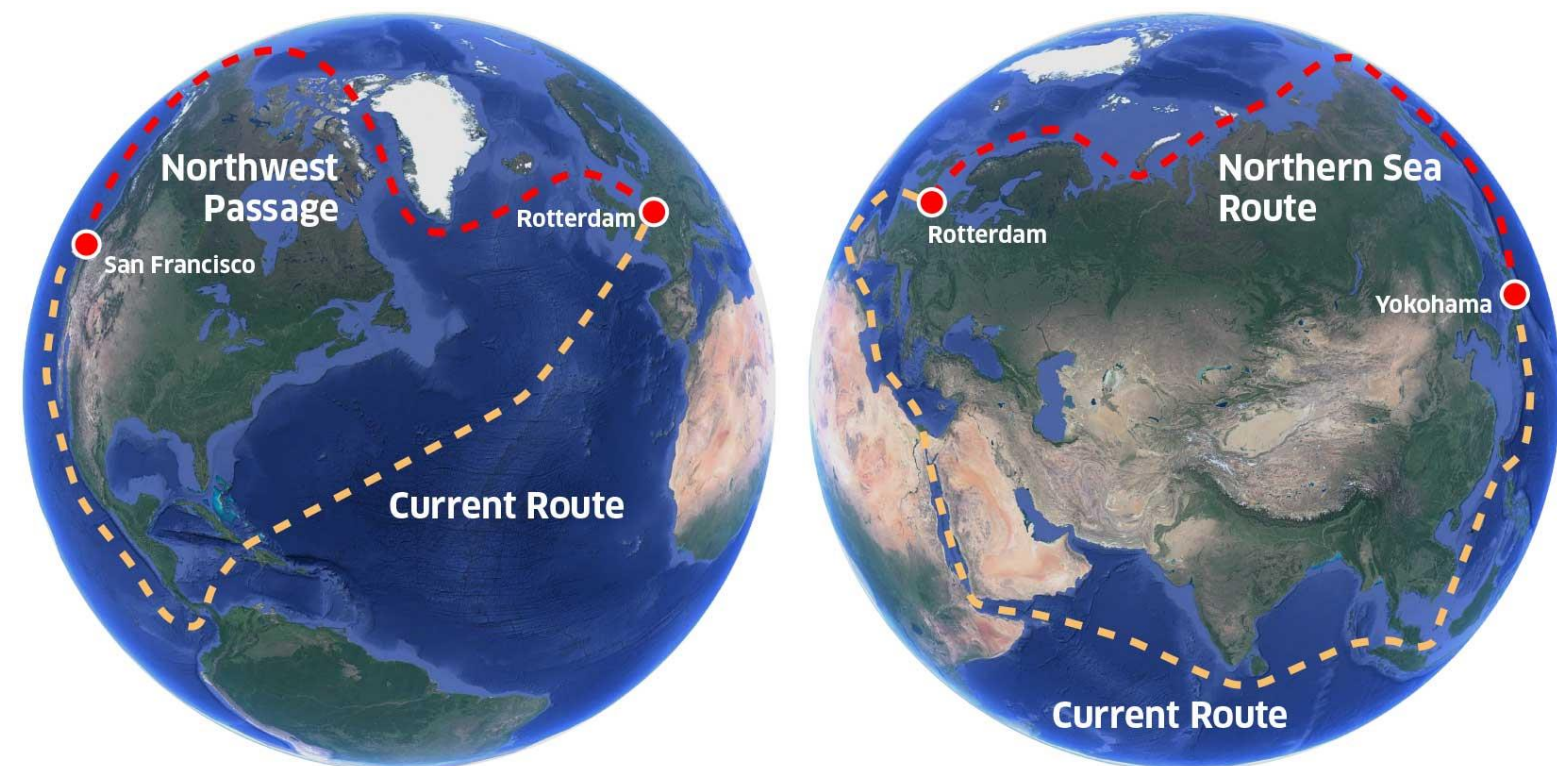 Northwest
Passage
Rotterdam
San Francisco
Current Route
Northern Sea
Route
Rotterdam
Yokohama
Current Route